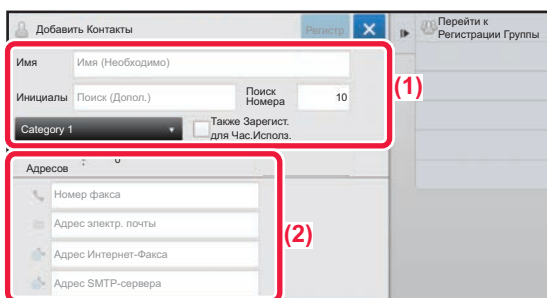 Добавить Контакты
Регистр.
Перейти к
Регистрации Группы
Имя
Имя (Необходимо)
(1)
Инициалы
Поиск (Допол.)
Поиск
Номера
10
Category 1
Также Зарегист.
для Час.Исполз.
Адресов
Номер факса
Адрес электр. почты
(2)
Адрес Интернет-Факса
Адрес SMTP-сервера